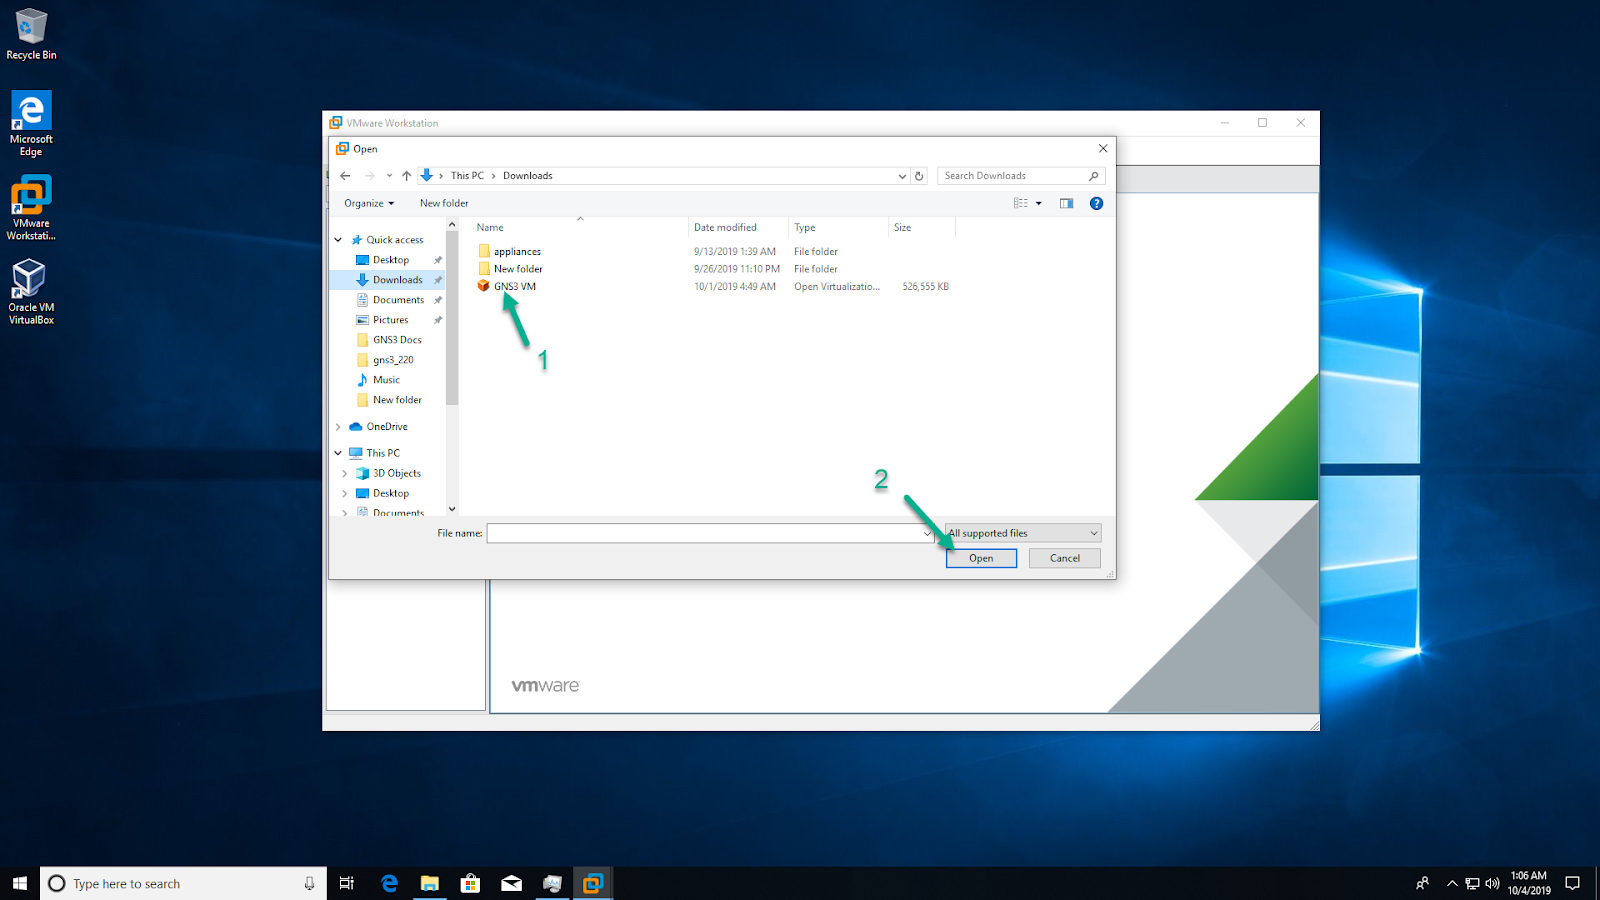 Recycle Bin
Microsoft
Edge
VMware
Workstati...
Oracle VM
VirtualBox
VMware Workstation
Open
This PC
Downloads
Search Downloads
Organize
New folder
Name
Date modified
Type
Size
Quick access
Desktop
Downloads
Documents
Pictures
GNS3 Docs
gns3_220
Music
New folder
OneDrive
This PC
3D Objects
Desktop
Documents
appliances
9/13/2019 1:39 AM
File folder
New folder
9/26/2019 11:10 PM
File folder
GNS3 VM
10/1/2019 4:49 AM
Open Virtualizatio...
526,555 KB
1
2
File name:
All supported files
Open
Cancel
vmware
Type here to search
1:06 AM
10/4/2019